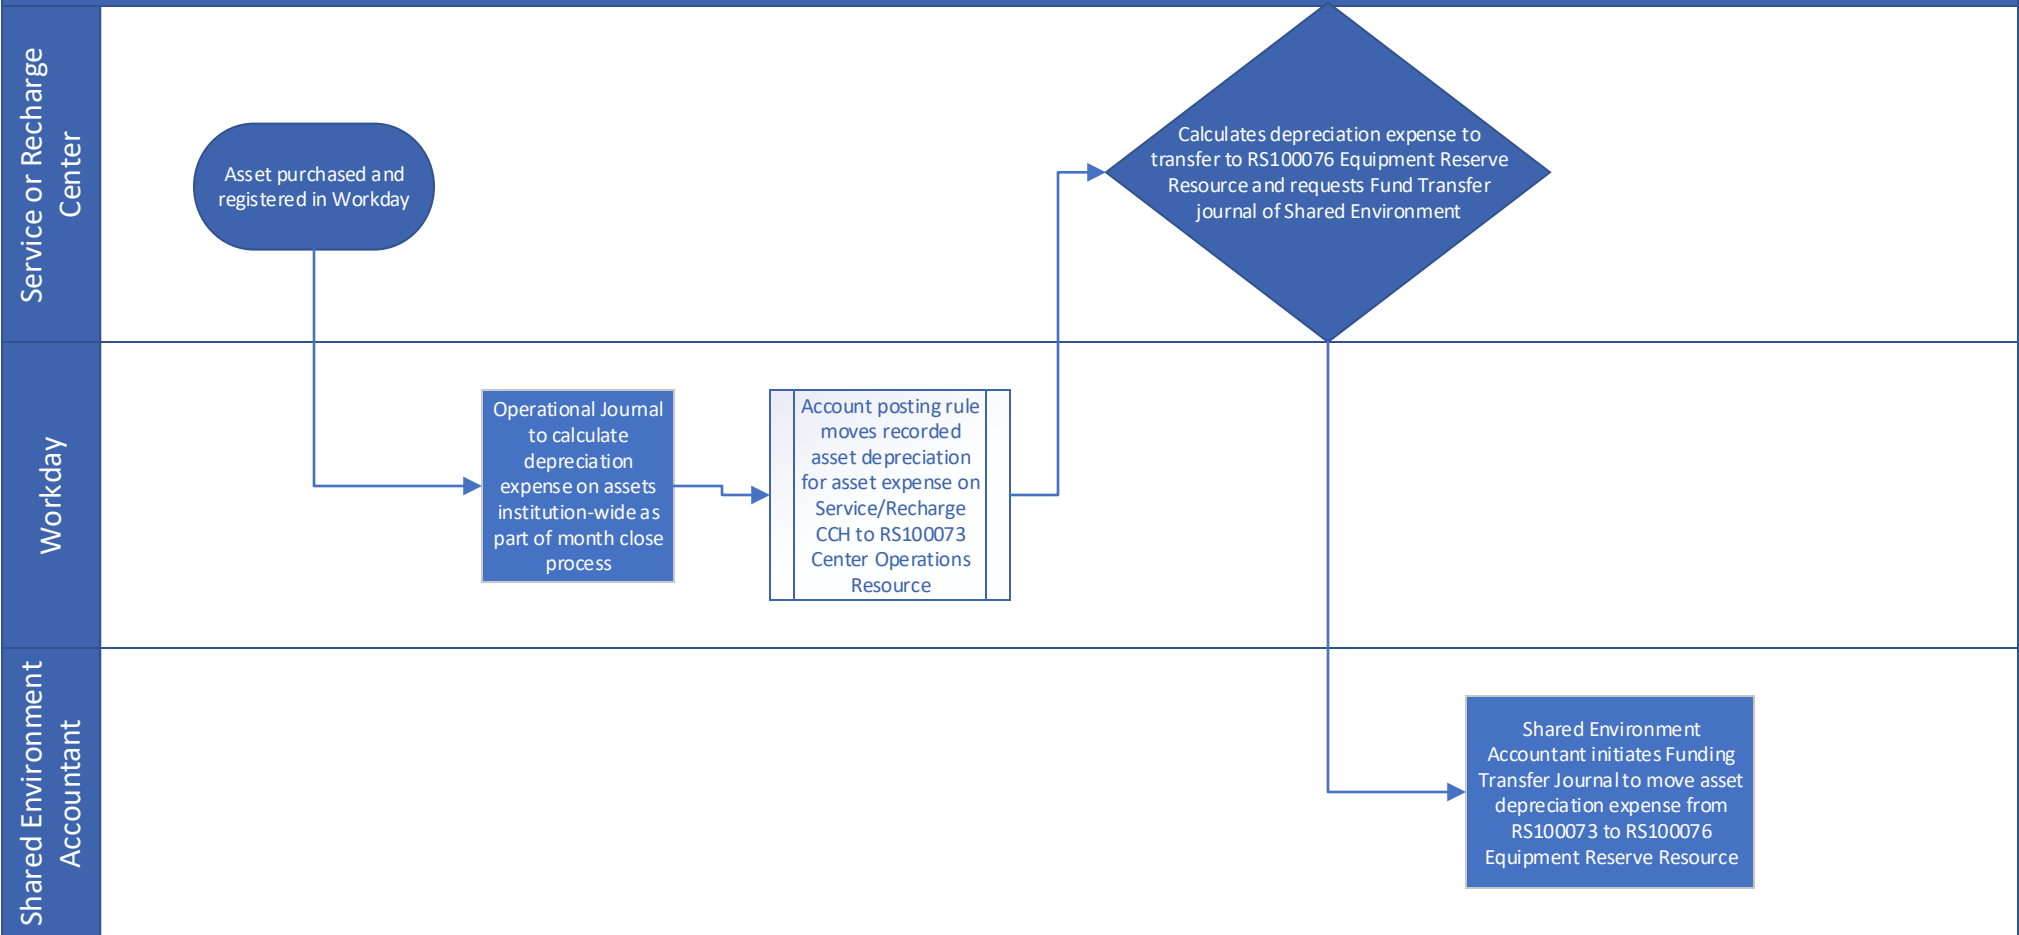 Service or Recharge
Center
Asset purchased and
registered in Workday
Calculates depreciation expense to
transfer to RS100076 Equipment Reserve
Resource and requests Fund Transfer
journal of Shared Environment
Workday
Operational Journal
to calculate
depreciation
expense on assets
institution-wide as
part of month close
process
Account posting rule
moves recorded
asset depreciation
for asset expense on
Service/Recharge
CCH to RS100073
Center Operations
Resource
Shared Environment
Accountant
Shared Environment
Accountant initiates Funding
Transfer Journal to move asset
depreciation expense from
RS100073 to RS100076
Equipment Reserve Resource